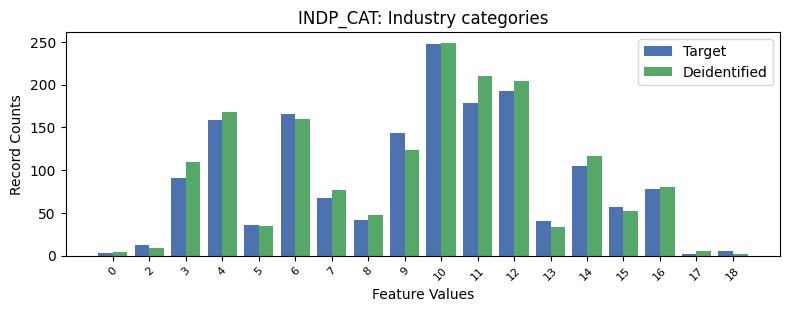 INDP_CAT: Industry categories
Record Counts
250
200
150
100
50
0
Target
Deidentified
0 2 3 4 5 6 7 8 9 10 11 12 13 14 15 16 17 18
Feature Values